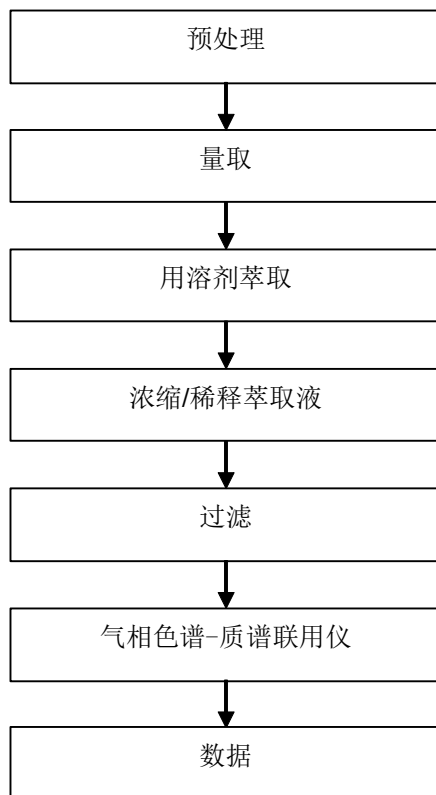 预处理
量取
用溶剂萃取
浓缩/稀释萃取液
过滤
气相色谱-质谱联用仪
数据